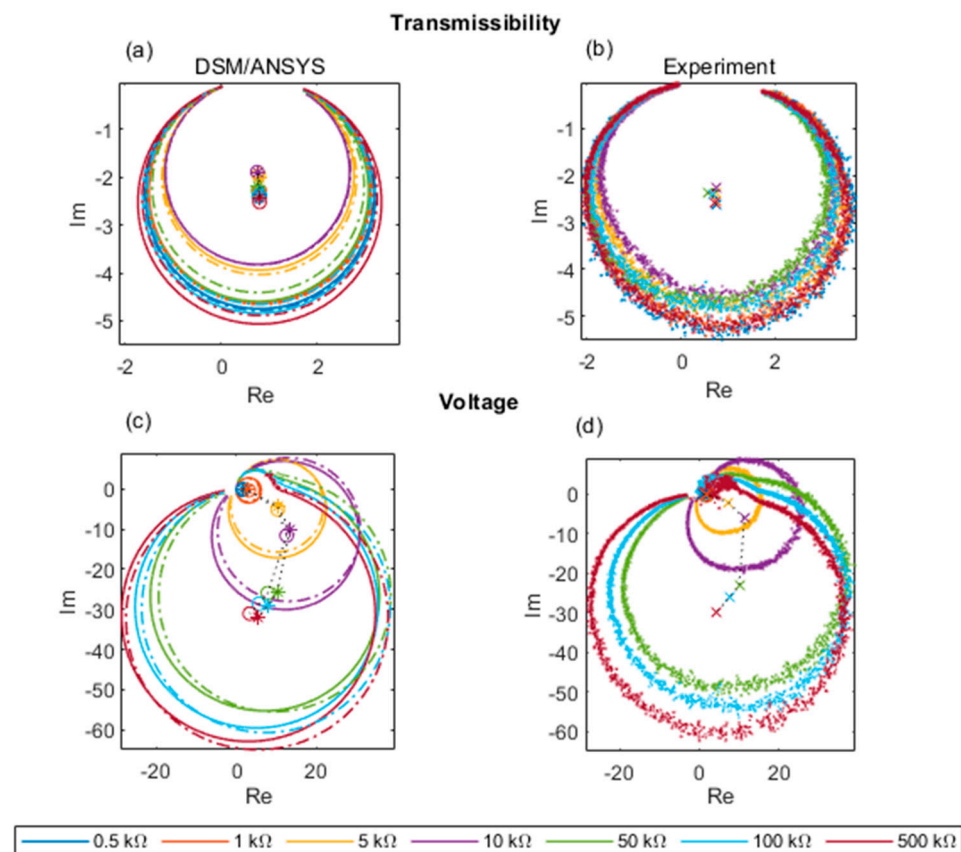 Transmissibility
(a)
(b)
DSM/ANSYS
Experiment
-1
-2
-3
-4
-5
Im
-2
0
2
Re
-1
-2
-3
-4
-5
Im
-2
0
2
Re
Voltage
(c)
(d)
0
-10
-20
-30
-40
-50
-60
Im
-20
0
20
Re
0
-10
-20
-30
-40
-50
-60
Im
-20
0
20
Re
0.5 kΩ 1 kΩ 5 kΩ 10 kΩ 50 kΩ 100 kΩ 500 kΩ